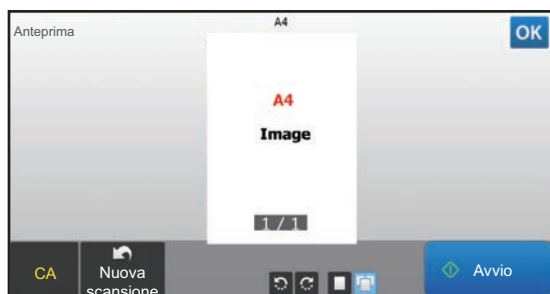 A4
Anteprima
OK
A4
Image
1 / 1
CA
Nuova
scansione
Avvio